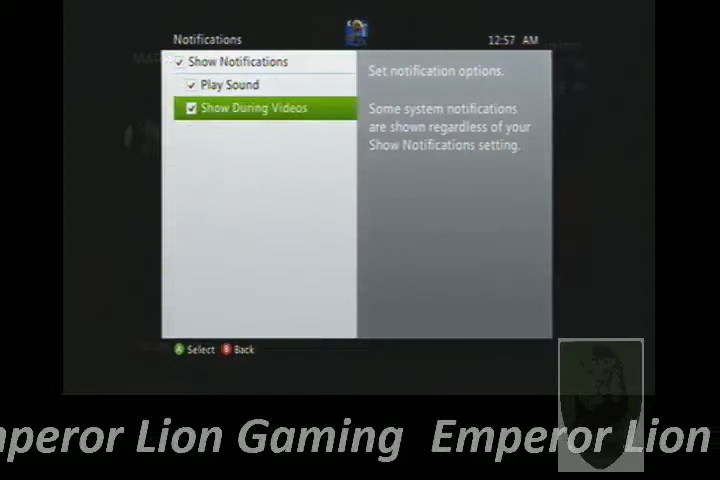 Notifications
12:57 AM
Show Notifications
Play Sound
Show During Videos
Set notification options.
Some system notifications
are shown regardless of your
Show Notifications setting.
A Select B Back
mperor Lion Gaming Emperor Lion